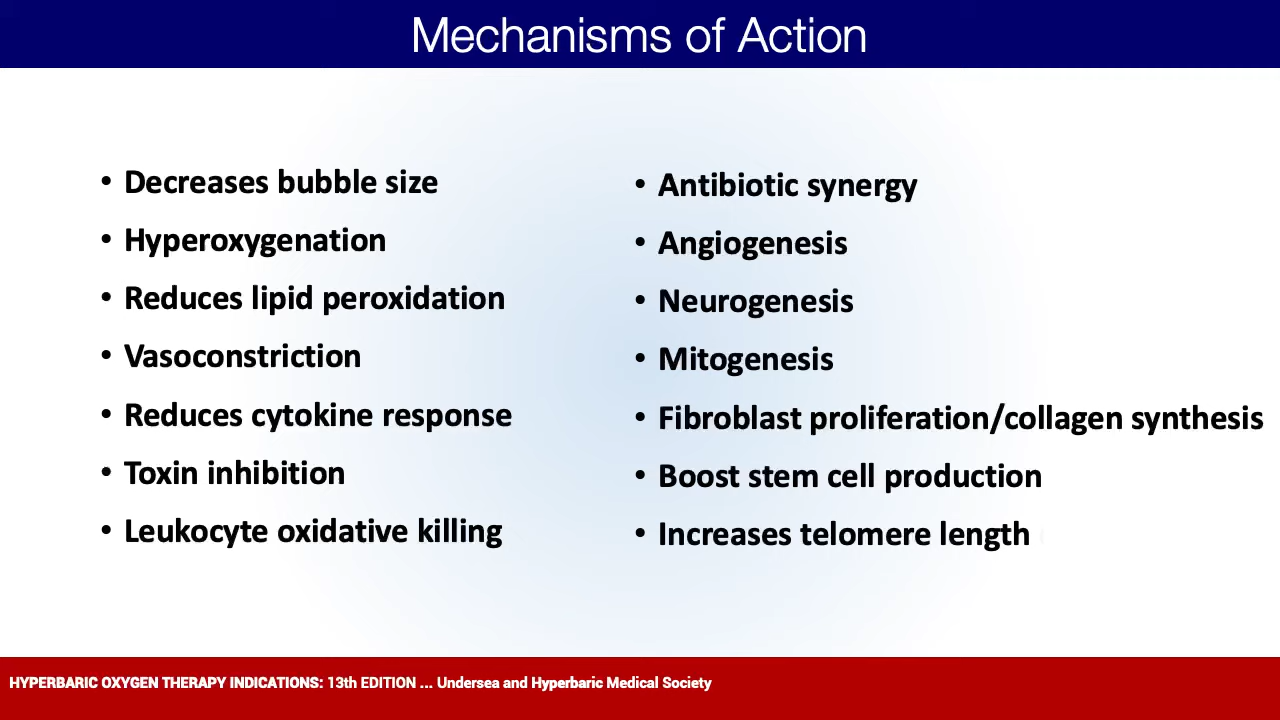 Mechanisms of Action
• Decreases bubble size
• Hyperoxygenation
• Reduces lipid peroxidation
• Vasoconstriction
• Reduces cytokine response
• Toxin inhibition
• Leukocyte oxidative killing
• Antibiotic synergy
• Angiogenesis
• Neurogenesis
• Mitogenesis
• Fibroblast proliferation/collagen synthesis
• Boost stem cell production
• Increases telomere length
HYPERBARIC OXYGEN THERAPY INDICATIONS: 13th EDITION ... Undersea and Hyperbaric Medical Society